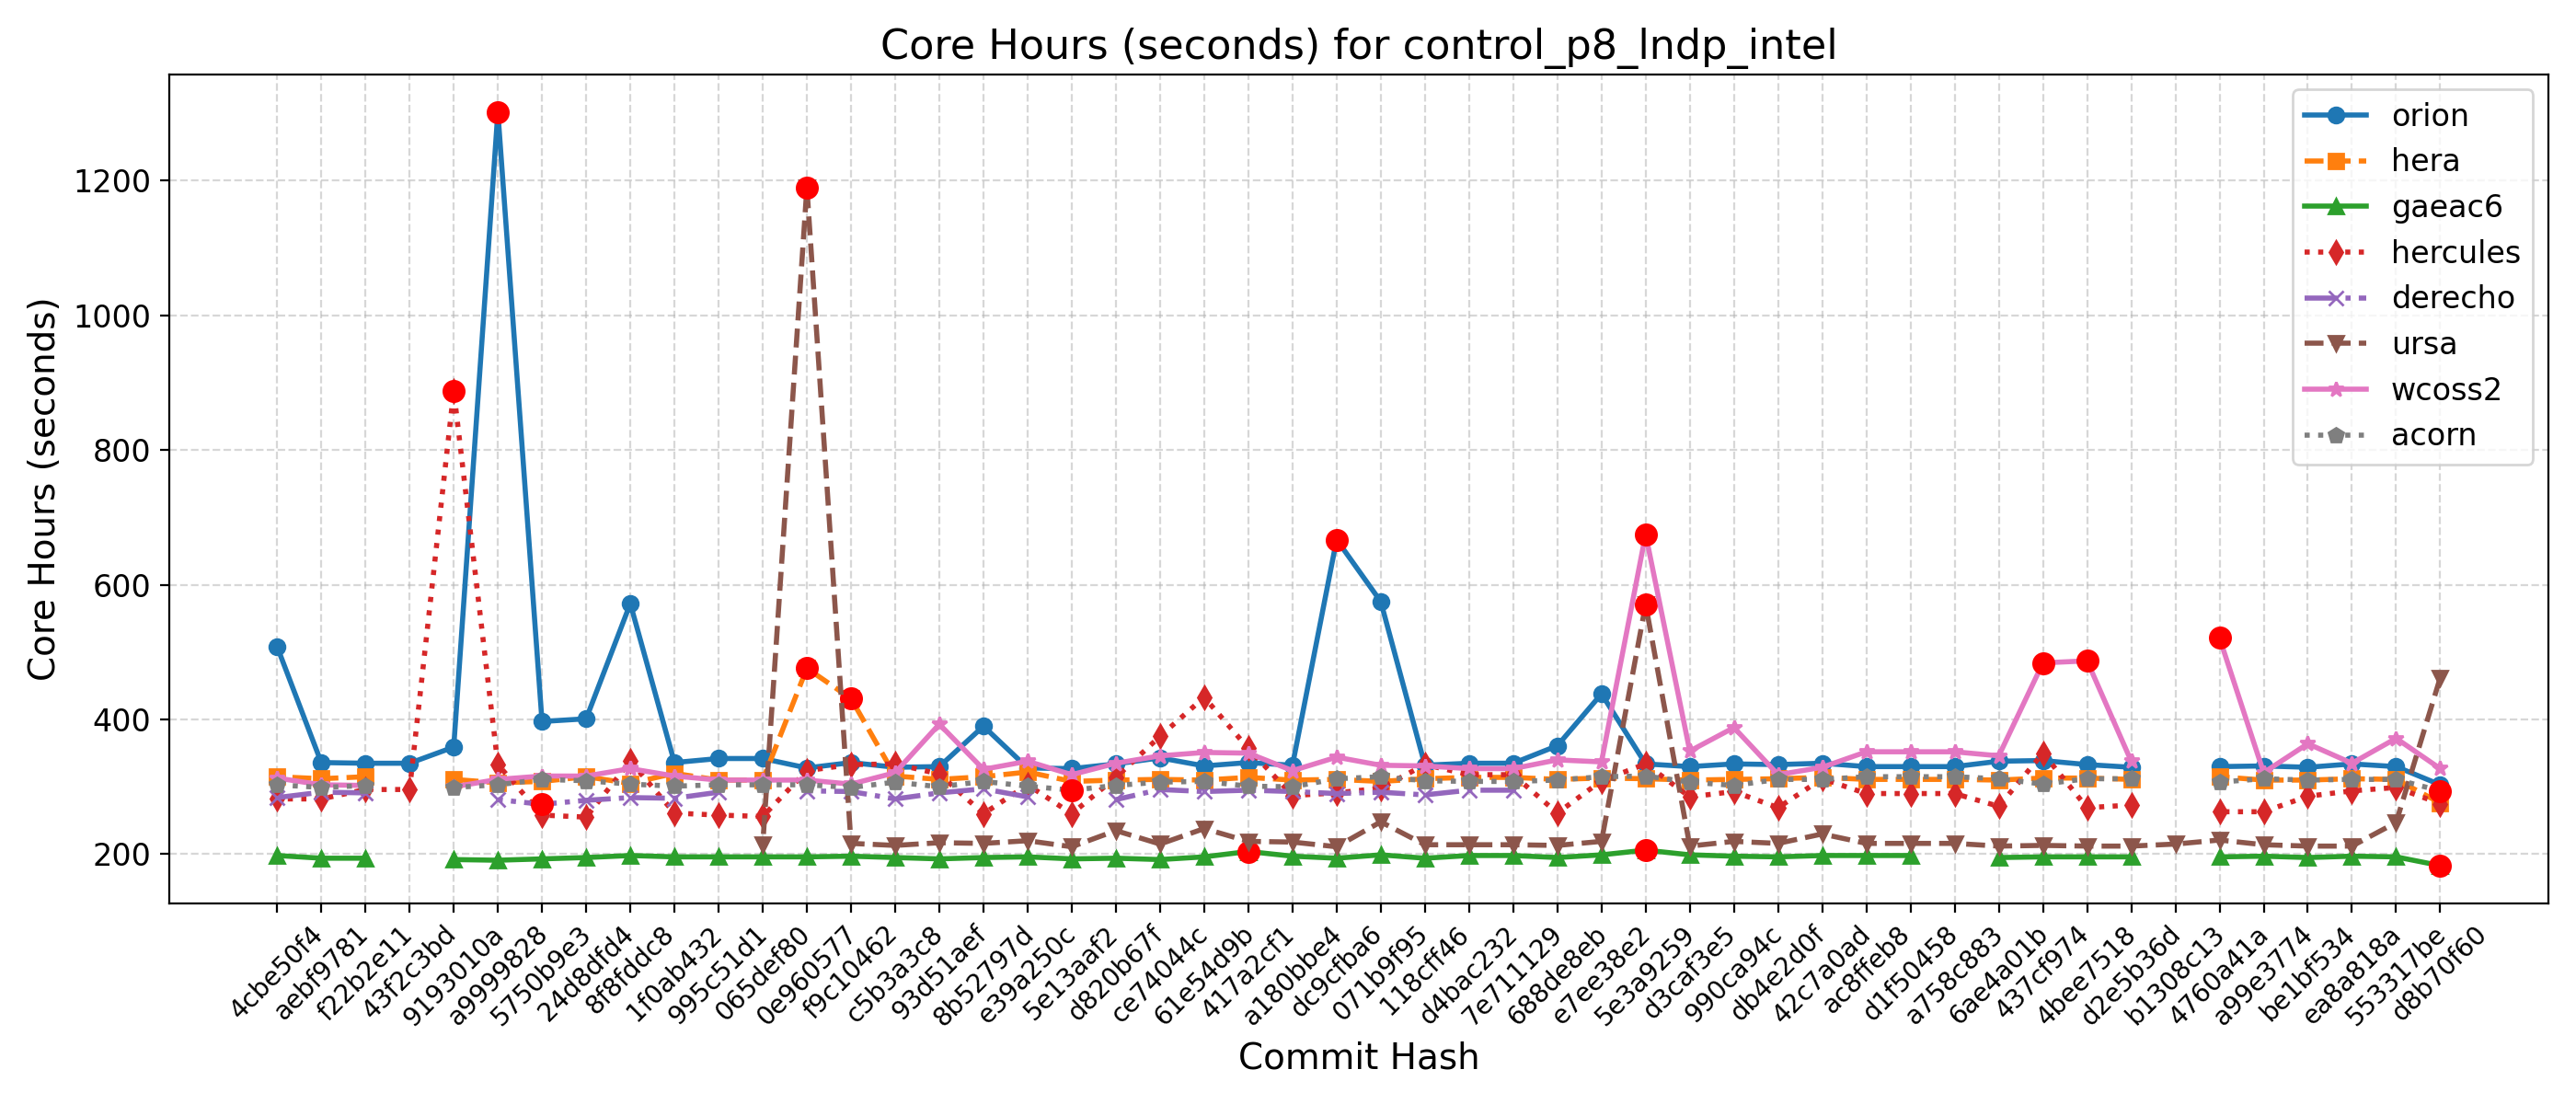 Core Hours (seconds) for control_p8_lndp_intel
Core Hours (seconds)
1200
1000
800
600
400
200
orion
hera
gaeac6
hercules
derecho
ursa
wcoss2
acorn
4cbe50f4
aebf9781
f22b2e11
43f2c3bd
9193010a
a9999828
5750b9e3
24d8dfd4
8f8fddc8
1f0ab432
995c51d1
065def80
0e960577
f9c10462
c5b3a3c8
93d51aef
8b52797d
e39a250c
5e13aaf2
d820b67f
ce74044c
61e54d9b
417a2cf1
a180bbe4
dc9cfba6
071b9f95
118cff46
d4bac232
7e711129
688de8eb
e7ee38e2
5e3a9259
d3caf3e5
990ca94c
db4e2d0f
42c7a0ad
ac8ffeb8
d1f50458
a758c883
6ae4a01b
437cf974
4bee7518
d2e5b36d
b1308c13
4760a41a
a99e3774
be1bf534
ea8a818a
553317be
d8b70f60
Commit Hash